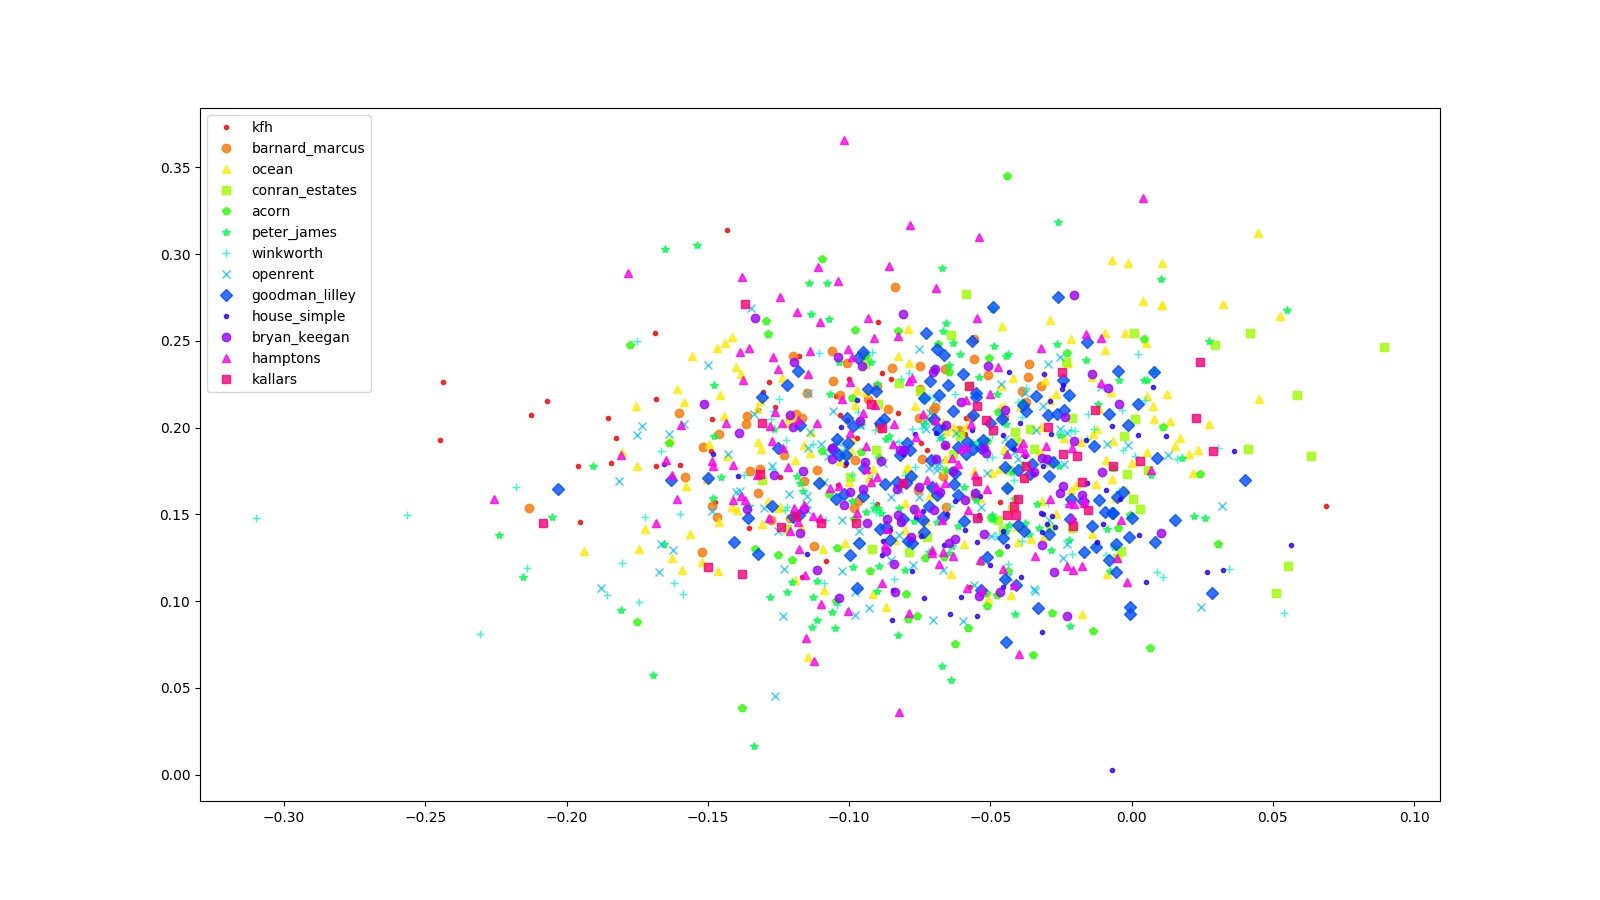 kfh
barnard_marcus
ocean
conran_estates
acorn
peter_james
winkworth
openrent
goodman_lilley
house_simple
bryan_keegan
hamptons
kallars
0.35
0.30
0.25
0.20
0.15
0.10
0.05
0.00
−0.30 −0.25 −0.20 −0.15 −0.10 −0.05 0.00 0.05 0.10